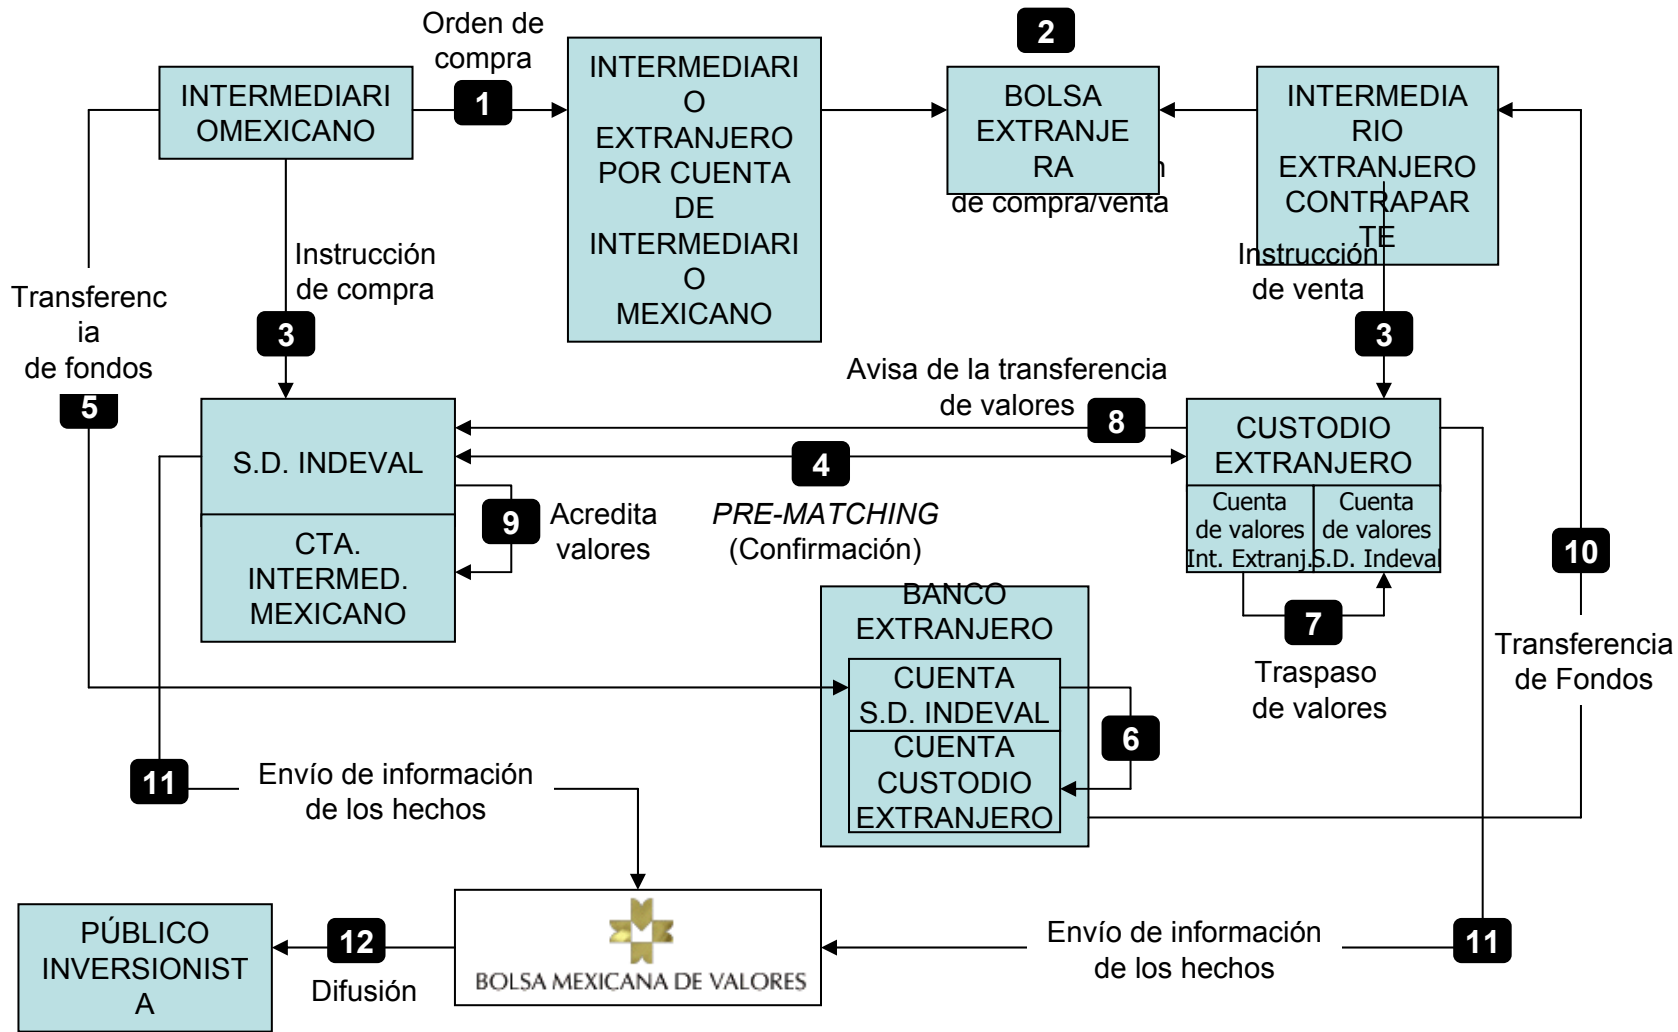 Orden de
compra
1
2
INTERMEDIARI
OMEXICANO
INTERMEDIARI
O
EXTRANJERO
POR CUENTA
DE
INTERMEDIARI
O
MEXICANO
BOLSA
EXTRANJE
RA
de compra/venta
INTERMEDIA
RIO
EXTRANJERO
CONTRAPAR
TE
Instrucción
de compra
3
Instrucción
de venta
3
Transferenc
ia
de fondos
5
Avisa de la transferencia
de valores
8
S.D. INDEVAL
CTA.
INTERMED.
MEXICANO
9
Acredita
valores
4
PRE-MATCHING
(Confirmación)
CUSTODIO
EXTRANJERO
Cuenta
de valores
Int. Extranj.
Cuenta
de valores
S.D. Indeval
7
Traspaso
de valores
10
Transferencia
de Fondos
BANCO
EXTRANJERO
CUENTA
S.D. INDEVAL
CUENTA
CUSTODIO
EXTRANJERO
6
11
Envío de información
de los hechos
PÚBLICO
INVERSIONIST
A
12
Difusión
BOLSA MEXICANA DE VALORES
Envío de información
de los hechos
11